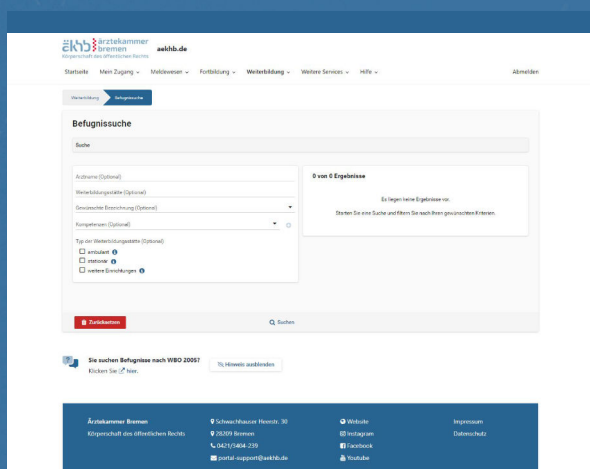 äkhb ärztekammer
bremen
aekhb.de
Körperschaft des öffentlichen Rechts
Startseite Mein Zugang Meldewesen Fortbildung Weiterbildung Weitere Services Hilfe Abmelden
Weiterbildung Befugnissuche
Befugnissuche
Suche
Arztname (Optional)
Weiterbildungsstätte (Optional)
Gewünschte Bezeichnung (Optional)
Kompetenzen (Optional)
Typ der Weiterbildungsstätte (Optional)
ambulant
stationär
weitere Einrichtungen
0 von 0 Ergebnisse
Es liegen keine Ergebnisse vor.
Starten Sie eine Suche und filtern Sie nach Ihren gewünschten Kriterien.
Zurücksetzen
Suchen
Sie suchen Befugnisse nach WBO 2005?
Klicken Sie hier.
Hinweis ausblenden
Ärztekammer Bremen
Körperschaft des öffentlichen Rechts
Schwachhauser Heerstr. 30
28209 Bremen
0421/3404-239
portal-support@aekhb.de
Website
Instagram
Facebook
Youtube
Impressum
Datenschutz